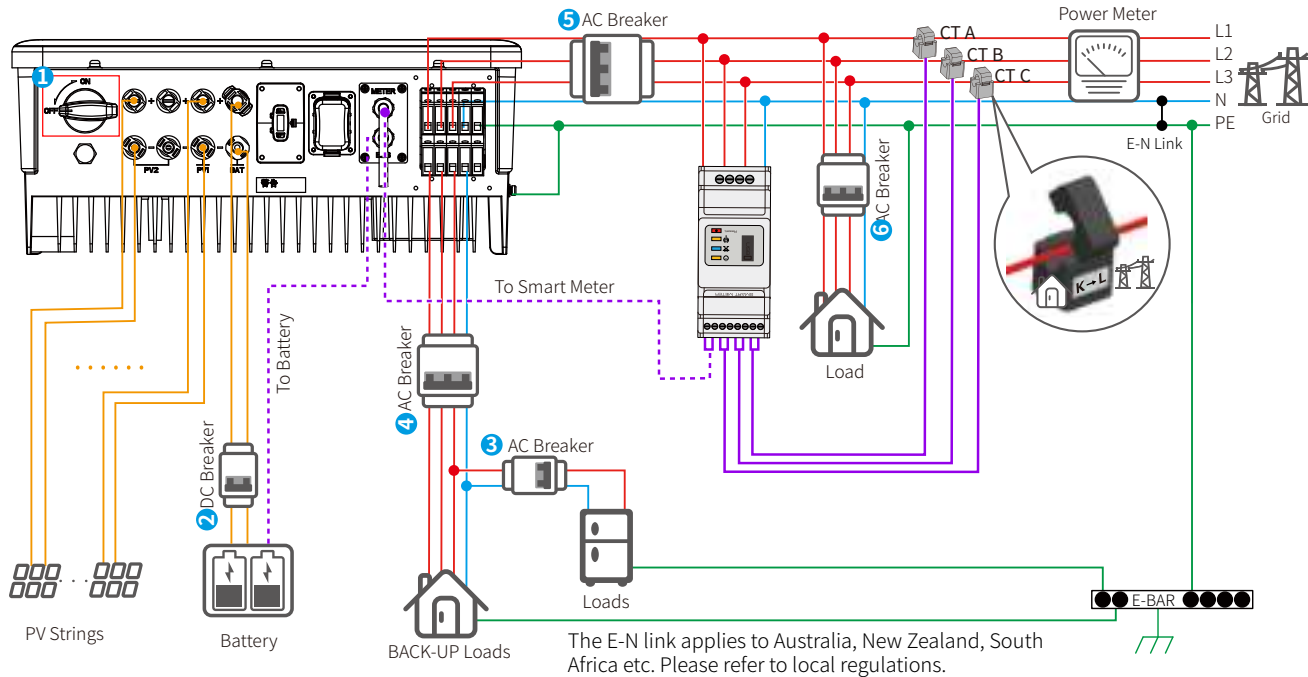 5 AC Breaker
Power Meter
L1
L2
L3
N
PE
CT A
CT B
CT C
Grid
E-N Link
1
ON
OFF
+
-
PV2
PV1
BAT
METER
AC Breaker
6
To Smart Meter
SMART METER
K→L
Load
To Battery
AC Breaker
4
3 AC Breaker
DC Breaker
2
Loads
E-BAR
PV Strings
Battery
BACK-UP Loads
The E-N link applies to Australia, New Zealand, South
Africa etc. Please refer to local regulations.